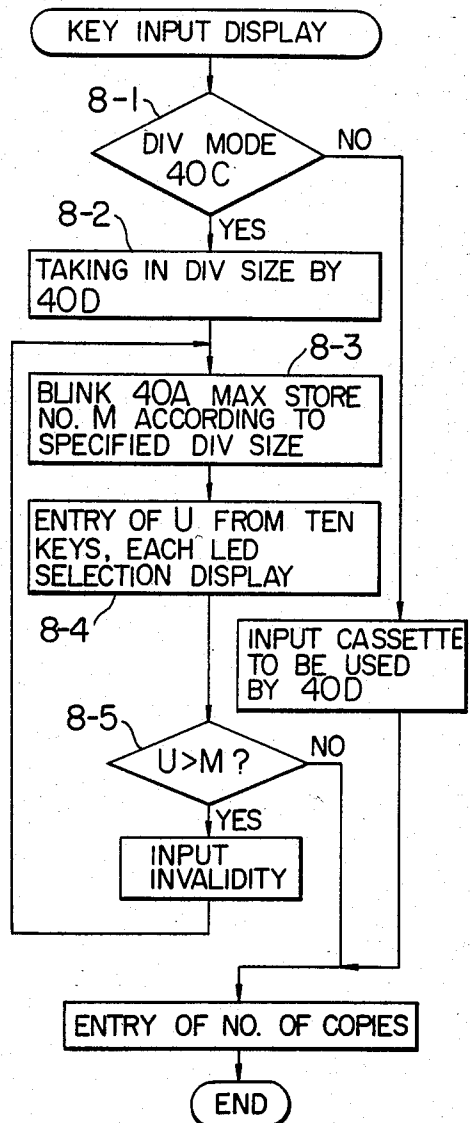 KEY INPUT DISPLAY
8-1
DIV MODE
40C
NO
YES
8-2
TAKING IN DIV SIZE BY
40D
8-3
BLINK 40A MAX STORE
NO. M ACCORDING TO
SPECIFIED DIV SIZE
ENTRY OF U FROM TEN
KEYS, EACH LED
SELECTION DISPLAY
8-4
INPUT CASSETTE
TO BE USED
BY 40D
8-5
U>M?
NO
YES
INPUT
INVALIDITY
ENTRY OF NO. OF COPIES
END